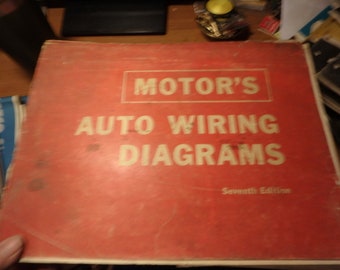 MOTOR'S
AUTO WIRING
DIAGRAMS
Seventh Edition